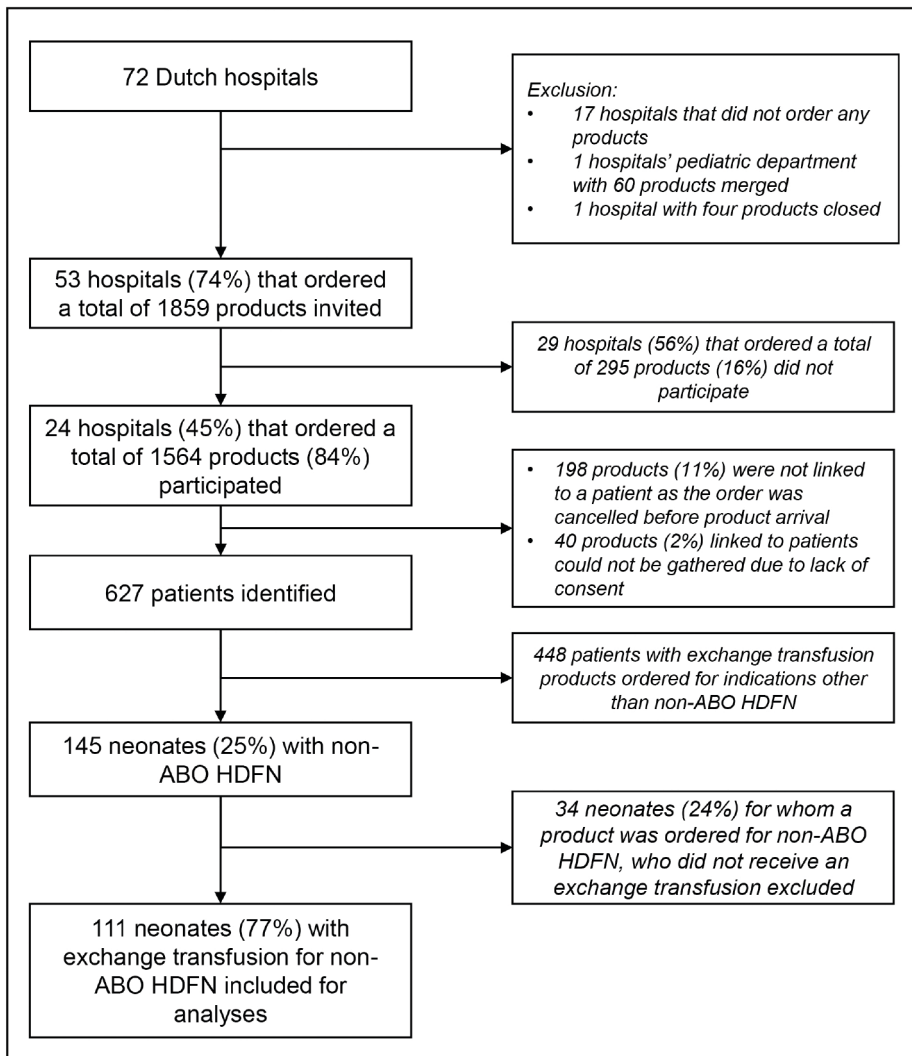 72 Dutch hospitals
Exclusion:
• 17 hospitals that did not order any
products
• 1 hospitals' pediatric department
with 60 products merged
• 1 hospital with four products closed
53 hospitals (74%) that ordered
a total of 1859 products invited
29 hospitals (56%) that ordered a total
of 295 products (16%) did not
participate
24 hospitals (45%) that ordered a
total of 1564 products (84%)
participated
• 198 products (11%) were not linked
to a patient as the order was
cancelled before product arrival
• 40 products (2%) linked to patients
could not be gathered due to lack of
consent
627 patients identified
448 patients with exchange transfusion
products ordered for indications other
than non-ABO HDFN
145 neonates (25%) with non-
ABO HDFN
34 neonates (24%) for whom a
product was ordered for non-ABO
HDFN, who did not receive an
exchange transfusion excluded
111 neonates (77%) with
exchange transfusion for non-
ABO HDFN included for
analyses